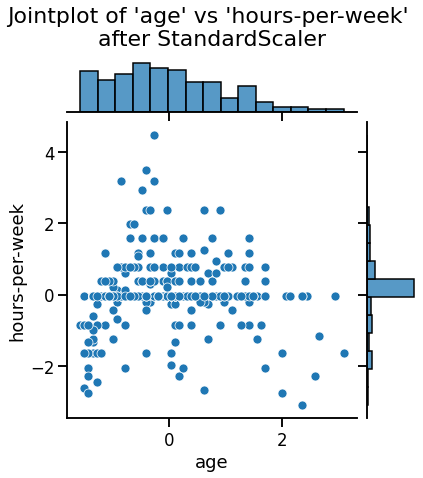 Jointplot of 'age' vs 'hours-per-week'
after StandardScaler
4
2
0
−2
hours-per-week
0
2
age